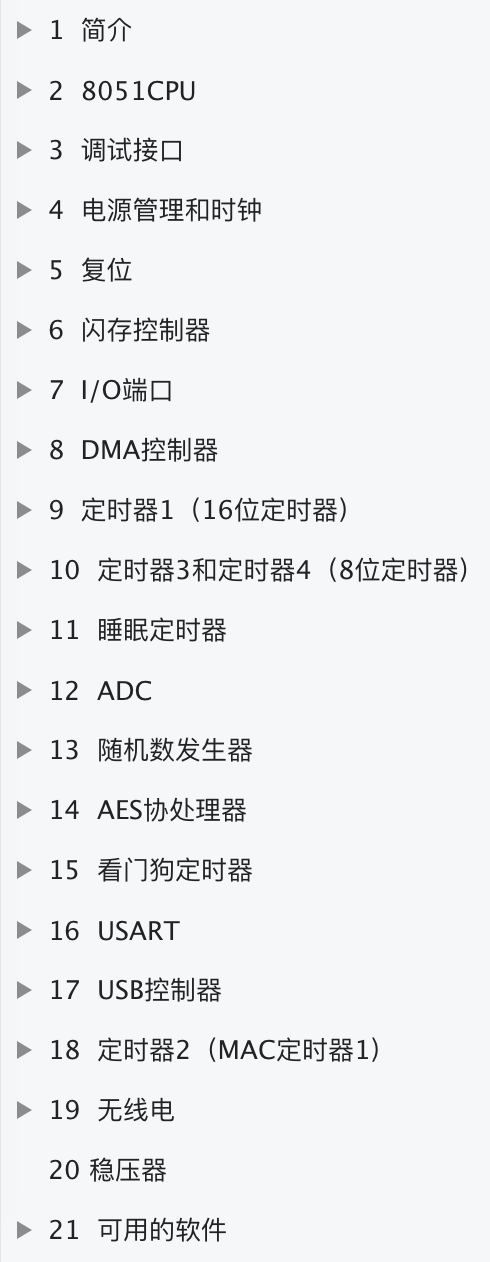 1 简介
2 8051CPU
3 调试接口
4 电源管理和时钟
5 复位
6 闪存控制器
7 I/O端口
8 DMA控制器
9 定时器1（16位定时器）
10 定时器3和定时器4（8位定时器）
11 睡眠定时器
12 ADC
13 随机数发生器
14 AES协处理器
15 看门狗定时器
16 USART
17 USB控制器
18 定时器2（MAC定时器1）
19 无线电
20 稳压器
21 可用的软件